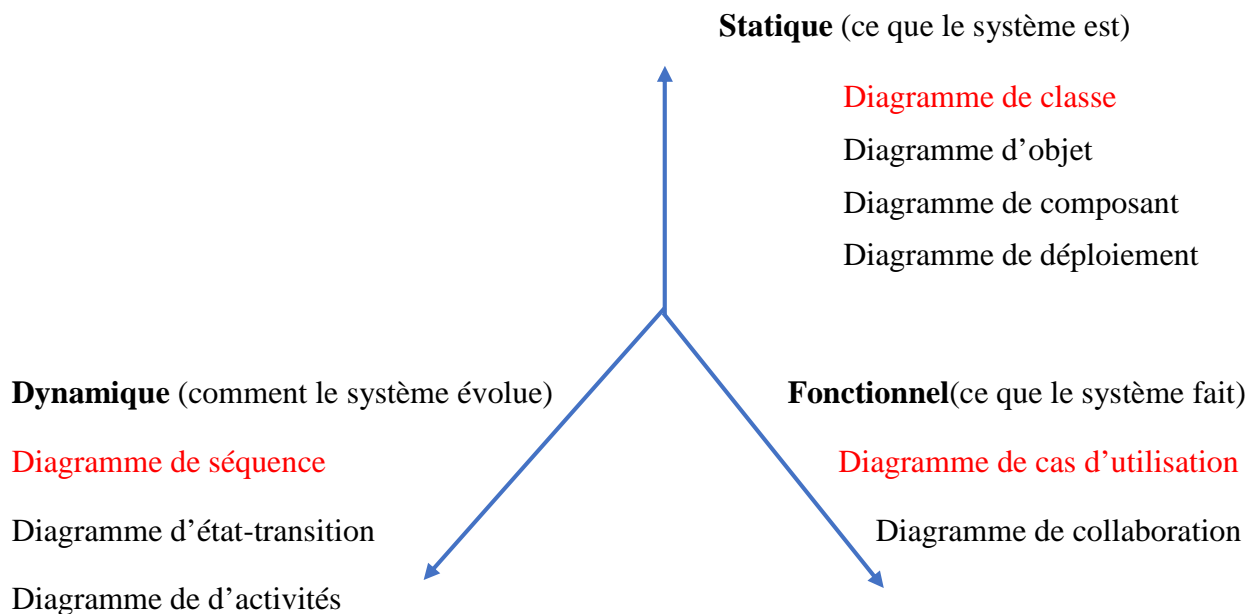 Statique (ce que le système est)
Diagramme de classe
Diagramme d’objet
Diagramme de composant
Diagramme de déploiement
Dynamique (comment le système évolue)
Diagramme de séquence
Diagramme d’état-transition
Diagramme de d’activités
Fonctionnel(ce que le système fait)
Diagramme de cas d’utilisation
Diagramme de collaboration